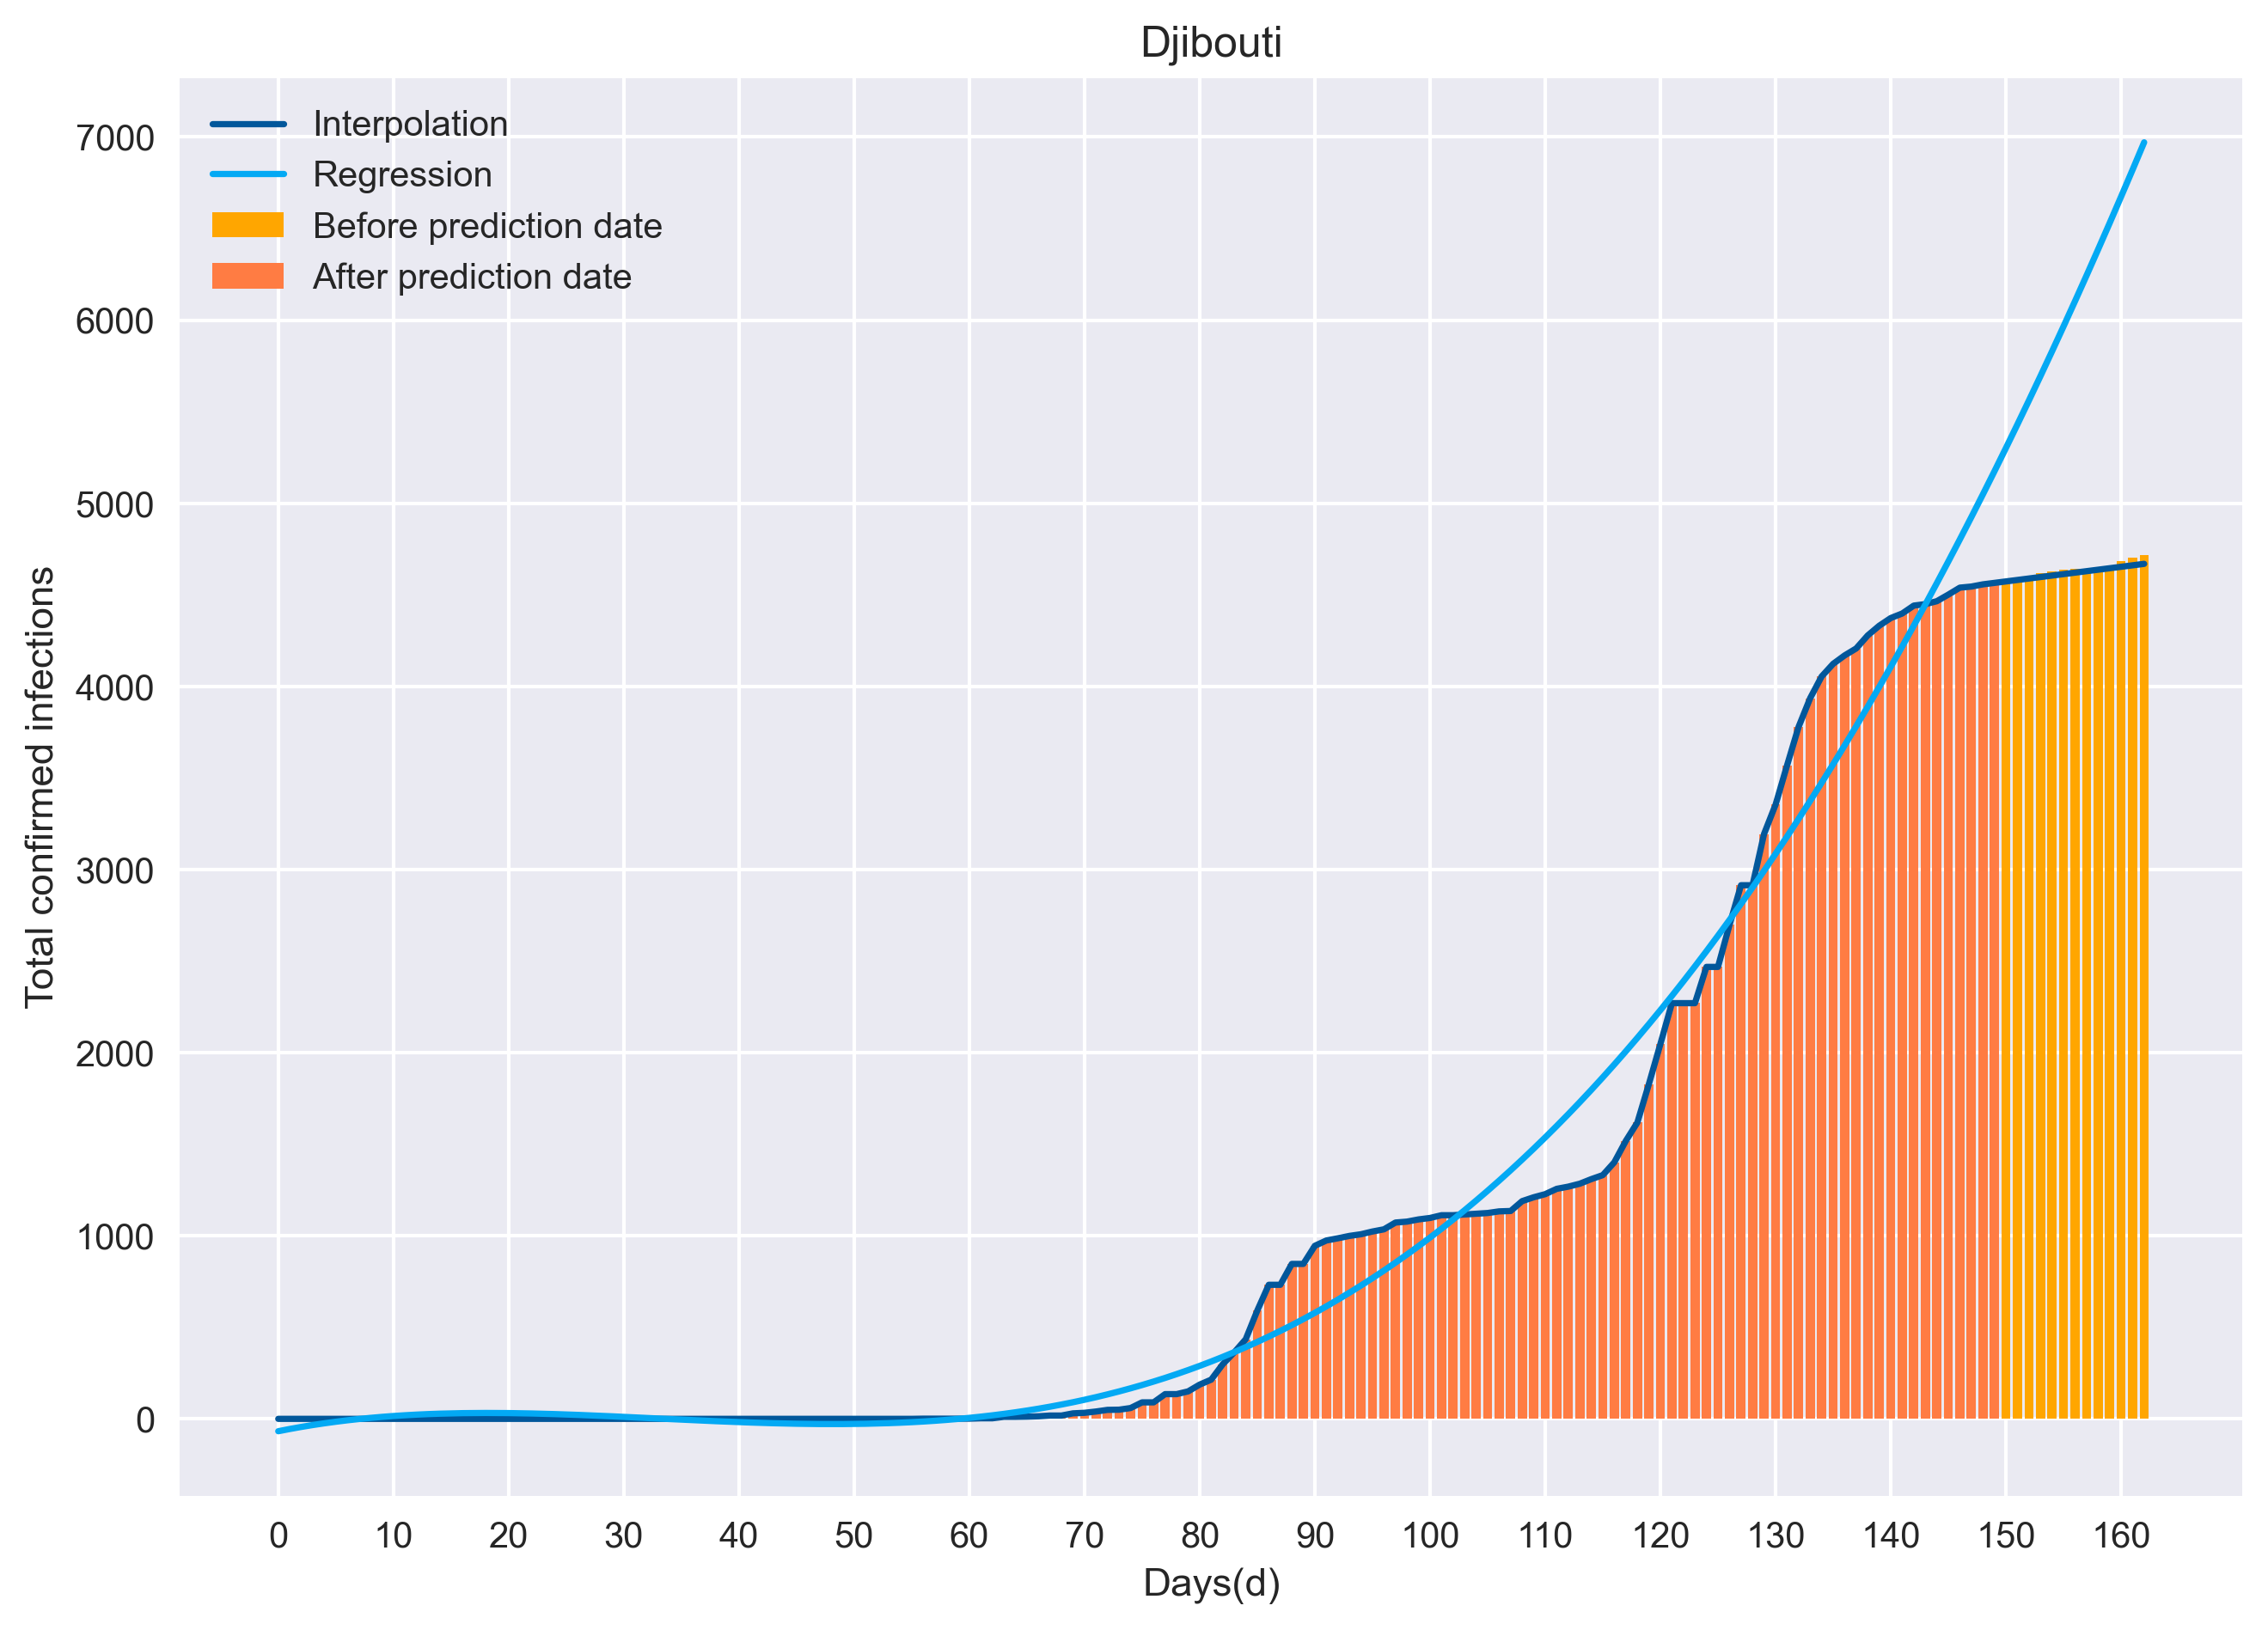 Djibouti
Interpolation
Regression
Before prediction date
After prediction date
7000
6000
5000
4000
3000
2000
1000
0
Total confirmed infections
0 10 20 30 40 50 60 70 80 90 100 110 120 130 140 150 160
Days(d)